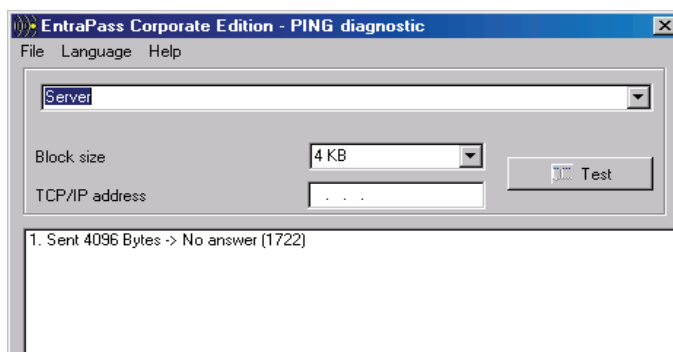 EntraPass Corporate Edition - PING diagnostic
File Language Help
Server
Block size 4 KB
Test
TCP/IP address . . .
1. Sent 4096 Bytes -> No answer (1722)